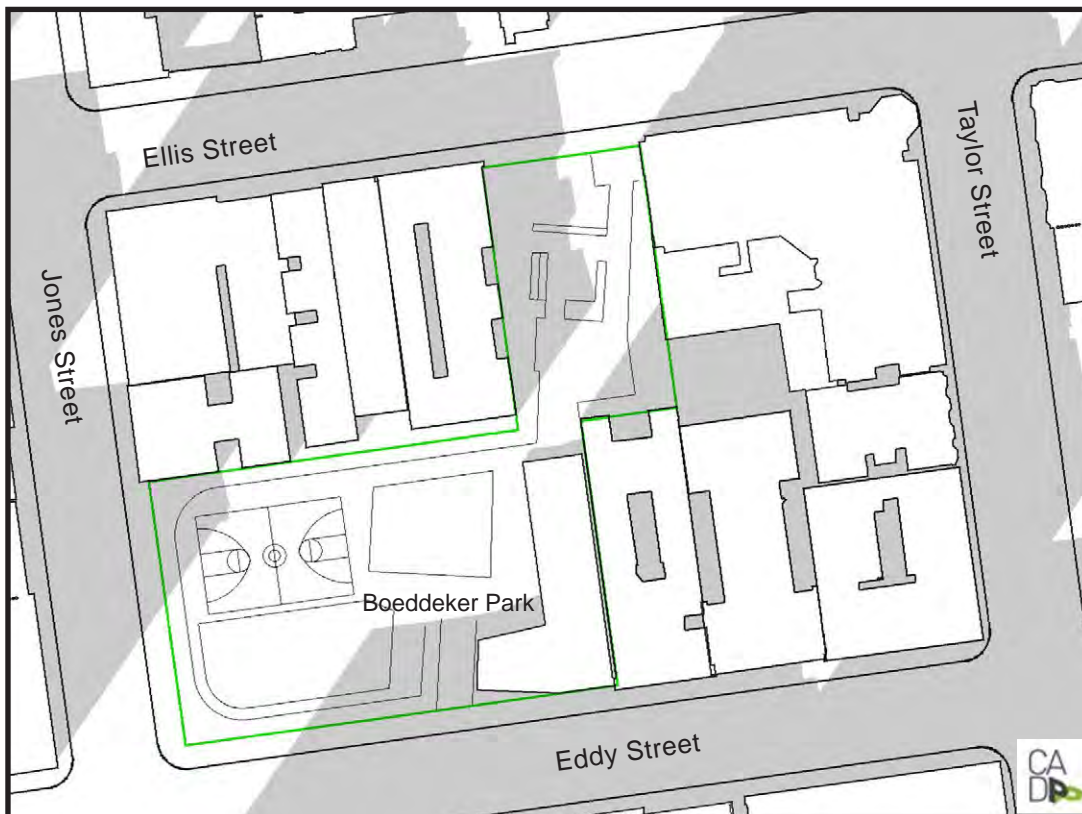 Ellis Street
Taylor Street
Jones Street
Boeddeker Park
Eddy Street
CA
DP